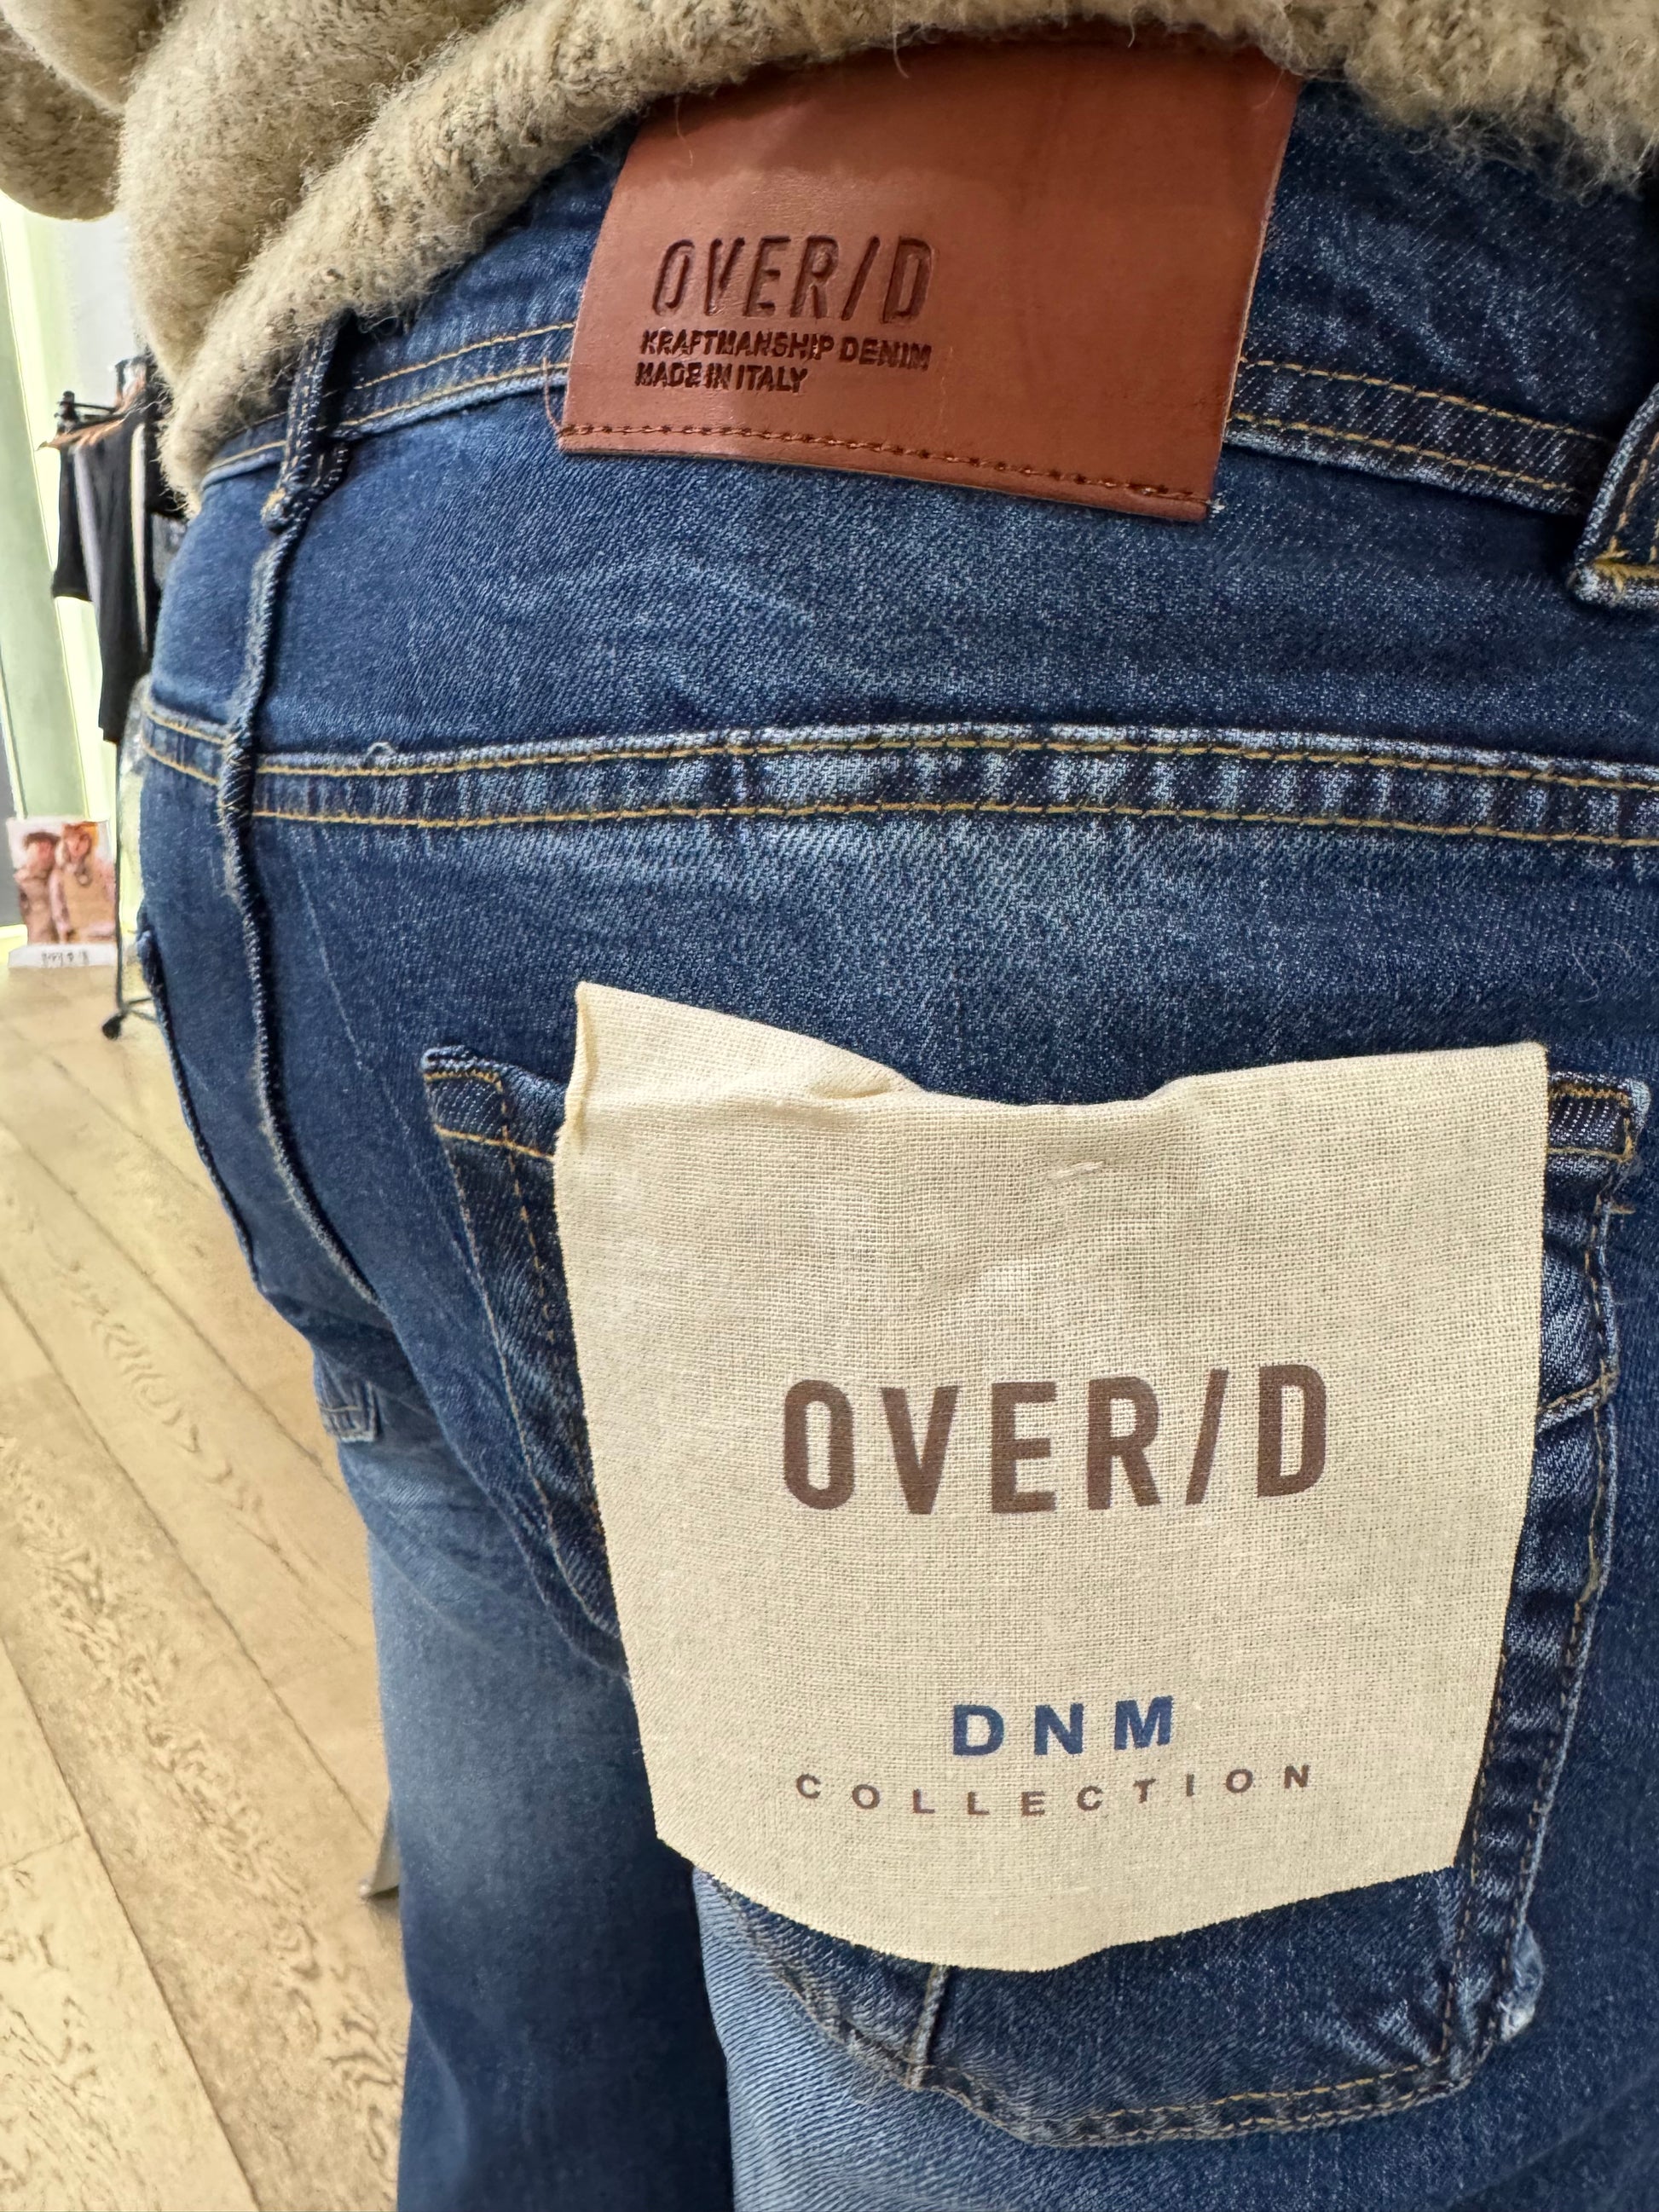 OVER/D
KRAFTMANSHIP DENIM
MADE IN ITALY
OVER/D
DNM
COLLECTION